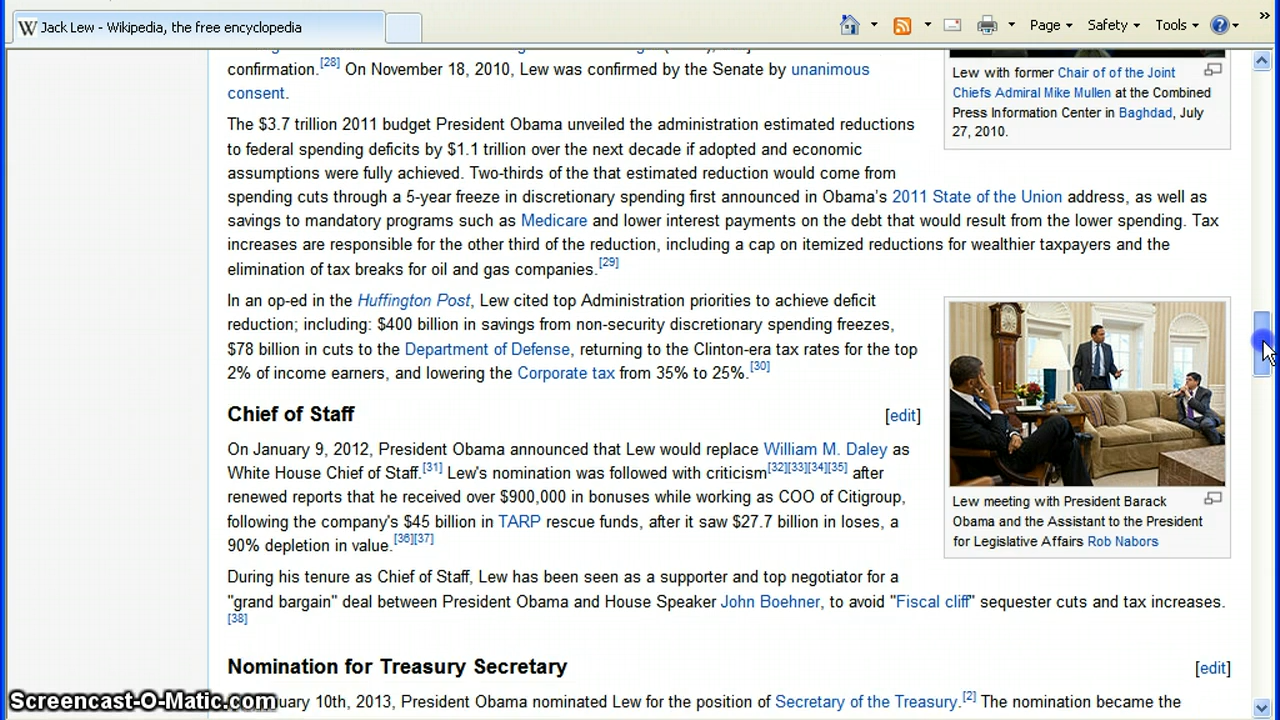 Jack Lew - Wikipedia, the free encyclopedia
Page
Safety
Tools
confirmation.[28] On November 18, 2010, Lew was confirmed by the Senate by unanimous
consent.
The $3.7 trillion 2011 budget President Obama unveiled the administration estimated reductions
to federal spending deficits by $1.1 trillion over the next decade if adopted and economic
assumptions were fully achieved. Two-thirds of the that estimated reduction would come from
spending cuts through a 5-year freeze in discretionary spending first announced in Obama's 2011 State of the Union address, as well as
savings to mandatory programs such as Medicare and lower interest payments on the debt that would result from the lower spending. Tax
increases are responsible for the other third of the reduction, including a cap on itemized reductions for wealthier taxpayers and the
elimination of tax breaks for oil and gas companies.[29]
Lew with former Chair of of the Joint
Chiefs Admiral Mike Mullen at the Combined
Press Information Center in Baghdad, July
27, 2010.
In an op-ed in the Huffington Post, Lew cited top Administration priorities to achieve deficit
reduction; including: $400 billion in savings from non-security discretionary spending freezes,
$78 billion in cuts to the Department of Defense, returning to the Clinton-era tax rates for the top
2% of income earners, and lowering the Corporate tax from 35% to 25%.[30]
Chief of Staff [edit]
On January 9, 2012, President Obama announced that Lew would replace William M. Daley as
White House Chief of Staff.[31] Lew's nomination was followed with criticism[32][33][34][35] after
renewed reports that he received over $900,000 in bonuses while working as COO of Citigroup,
following the company's $45 billion in TARP rescue funds, after it saw $27.7 billion in loses, a
90% depletion in value.[36][37]
Lew meeting with President Barack
Obama and the Assistant to the President
for Legislative Affairs Rob Nabors
During his tenure as Chief of Staff, Lew has been seen as a supporter and top negotiator for a
"grand bargain" deal between President Obama and House Speaker John Boehner, to avoid "Fiscal cliff" sequester cuts and tax increases.
[38]
Nomination for Treasury Secretary [edit]
uary 10th, 2013, President Obama nominated Lew for the position of Secretary of the Treasury.[2] The nomination became the
Screencast-O-Matic.com